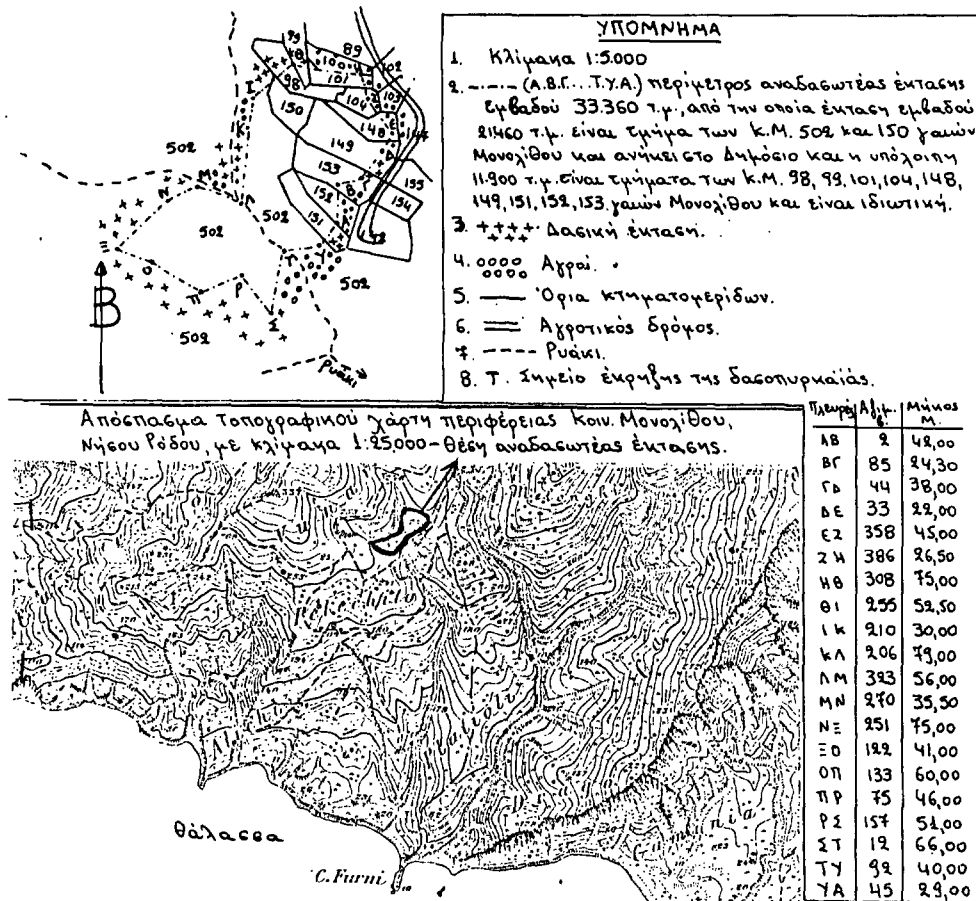 ΥΠΟΜΝΗΜΑ
1. Κλίμακα 1:5.000
2. -·-·- (Α.Β.Γ... Τ.Υ.Α.) περίμετρος αναδασωτέας έκτασης
εμβαδού 33.360 τ.μ., από την οποία έκταση εμβαδού
21460 τ.μ. είναι τμήμα των Κ.Μ. 502 και 150 γαιών
Μονολίθου και ανήκει στο Δημόσιο και η υπόλοιπη
11.900 τ.μ. είναι τμήματα των Κ.Μ. 98, 99, 101, 104, 148,
149, 151, 152, 153 γαιών Μονολίθου και είναι ιδιωτική.
3. ++++ Δασική έκταση.
4. οοοο Αγροί.
5. —— Όρια κτηματομερίδων.
6. == Αγροτικός δρόμος.
7. ---- Ρυάκι.
8. Τ. Σημείο έκρηξης της δασοπυρκαϊάς.
99 89
98 Θ 100 102
101
Ι 104 103
150 148
Κ 149
502 153 155
Ν Μ 152 154
Λ 502 151
502
Ξ Τ Υ
Ο 502
Π Ρ
Β Σ
502
Ρυάκι
Απόσπασμα τοπογραφικού χάρτη περιφέρειας Κοιν. Μονολίθου,
Νήσου Ρόδου, με κλίμακα 1:25.000 - Θέση αναδασωτέας έκτασης.
Θάλασσα
C. Furni
Πλευρές Αζιμ. g. Μήκος Μ.
ΑΒ 2 42,00
ΒΓ 85 24,30
ΓΔ 44 38,00
ΔΕ 33 22,00
ΕΖ 358 45,00
ΖΗ 386 26,50
ΗΘ 308 75,00
ΘΙ 255 52,50
ΙΚ 210 30,00
ΚΛ 206 79,00
ΛΜ 323 56,00
ΜΝ 270 35,50
ΝΞ 251 75,00
ΞΟ 122 41,00
ΟΠ 133 60,00
ΠΡ 75 46,00
ΡΣ 157 51,00
ΣΤ 12 66,00
ΤΥ 92 40,00
ΥΑ 45 29,00